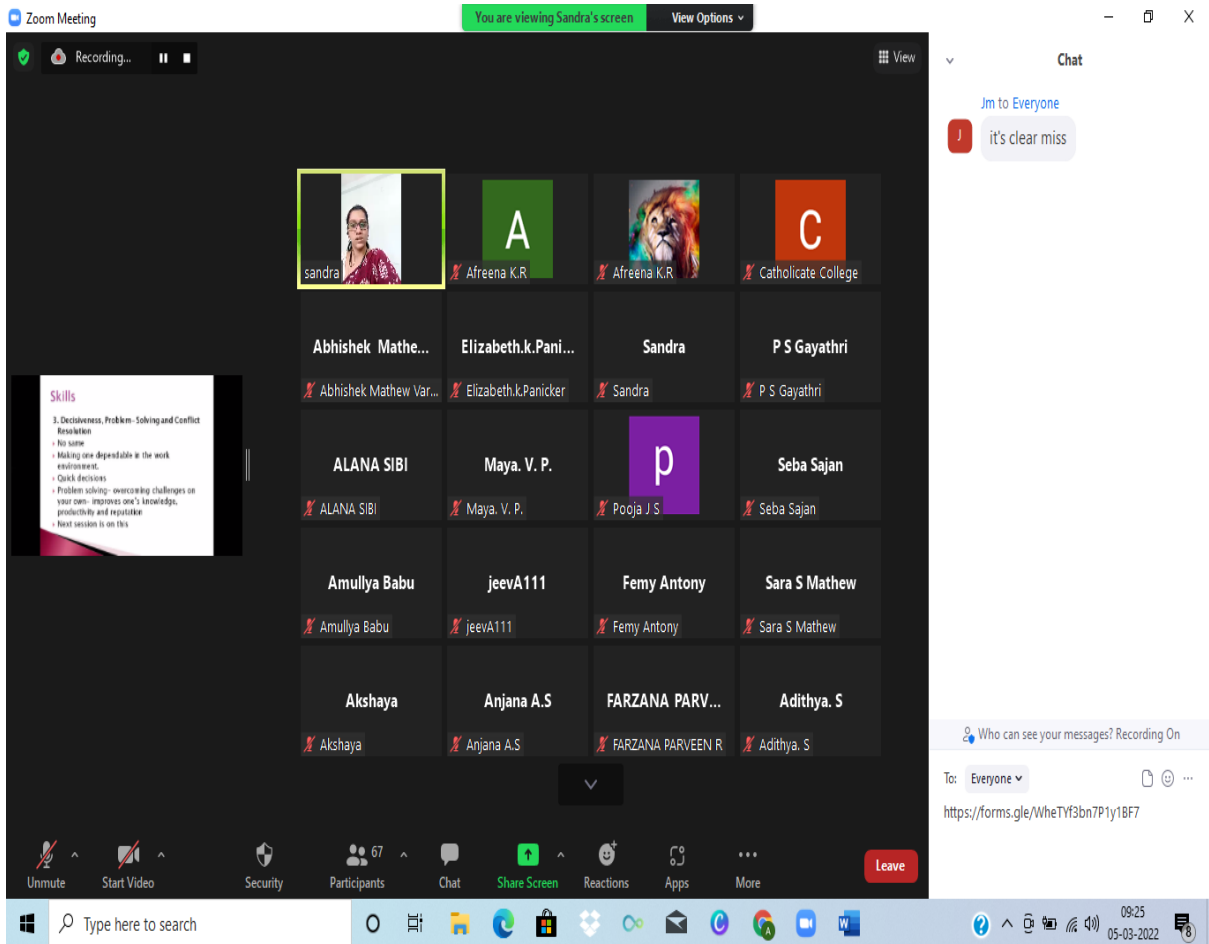 Zoom Meeting
You are viewing Sandra's screen View Options
Recording...
View
Chat
Jm to Everyone
J
it's clear miss
sandra
A
Afreena K.R
Afreena K.R
C
Catholicate College
Abhishek Mathe...
Abhishek Mathew Var...
Elizabeth.k.Pani...
Elizabeth.k.Panicker
Sandra
Sandra
P S Gayathri
P S Gayathri
Skills
3. Decisiveness, Problem-Solving and Conflict
Resolution
No same
Making one dependable in the work
environment.
Quick decisions
Problem solving- overcoming challenges on
your own- improves one's knowledge,
productivity and reputation
Next session is on this
ALANA SIBI
ALANA SIBI
Maya. V. P.
Maya. V. P.
p
Pooja J S
Seba Sajan
Seba Sajan
Amullya Babu
Amullya Babu
jeevA111
jeevA111
Femy Antony
Femy Antony
Sara S Mathew
Sara S Mathew
Akshaya
Akshaya
Anjana A.S
Anjana A.S
FARZANA PARV...
FARZANA PARVEEN R
Adithya. S
Adithya. S
Who can see your messages? Recording On
To: Everyone
https://forms.gle/WheTYf3bn7P1y1BF7
Unmute
Start Video
Security
67
Participants
Chat
Share Screen
Reactions
Apps
More
Leave
Type here to search
09:25
05-03-2022
8